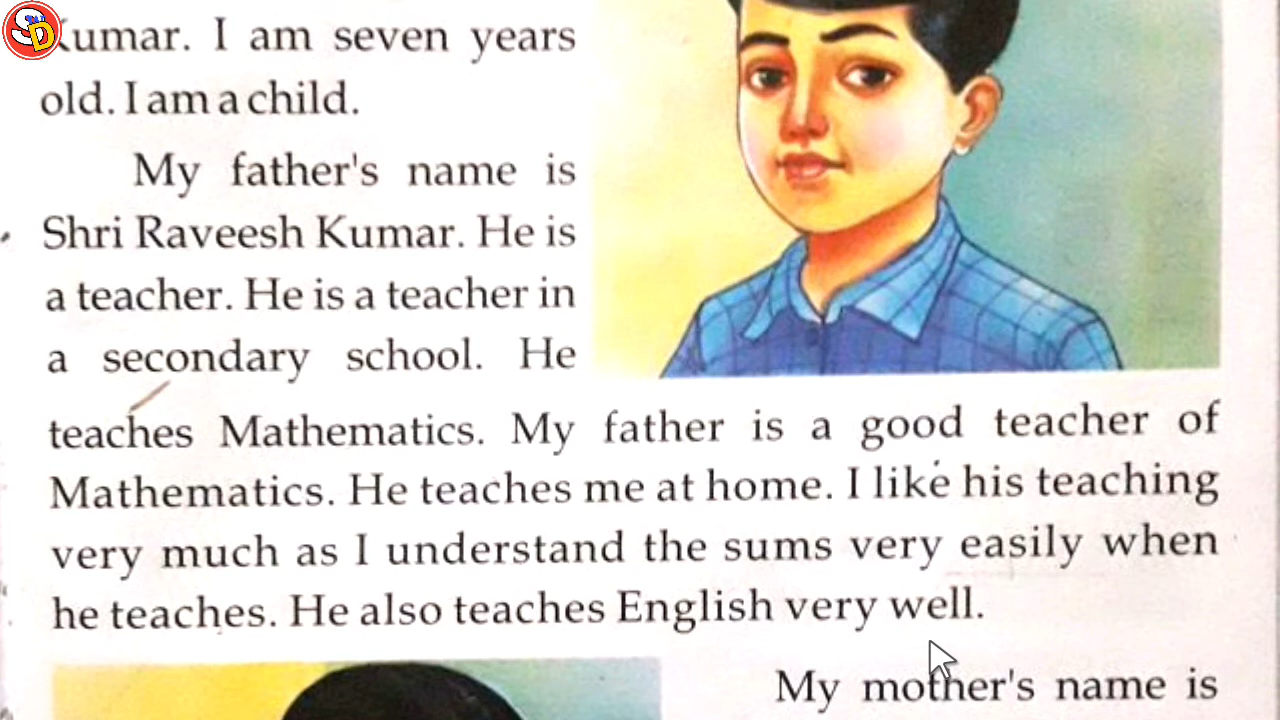 SD
Kumar. I am seven years
old. I am a child.
My father's name is
Shri Raveesh Kumar. He is
a teacher. He is a teacher in
a secondary school. He
teaches Mathematics. My father is a good teacher of
Mathematics. He teaches me at home. I like his teaching
very much as I understand the sums very easily when
he teaches. He also teaches English very well.
My mother's name is